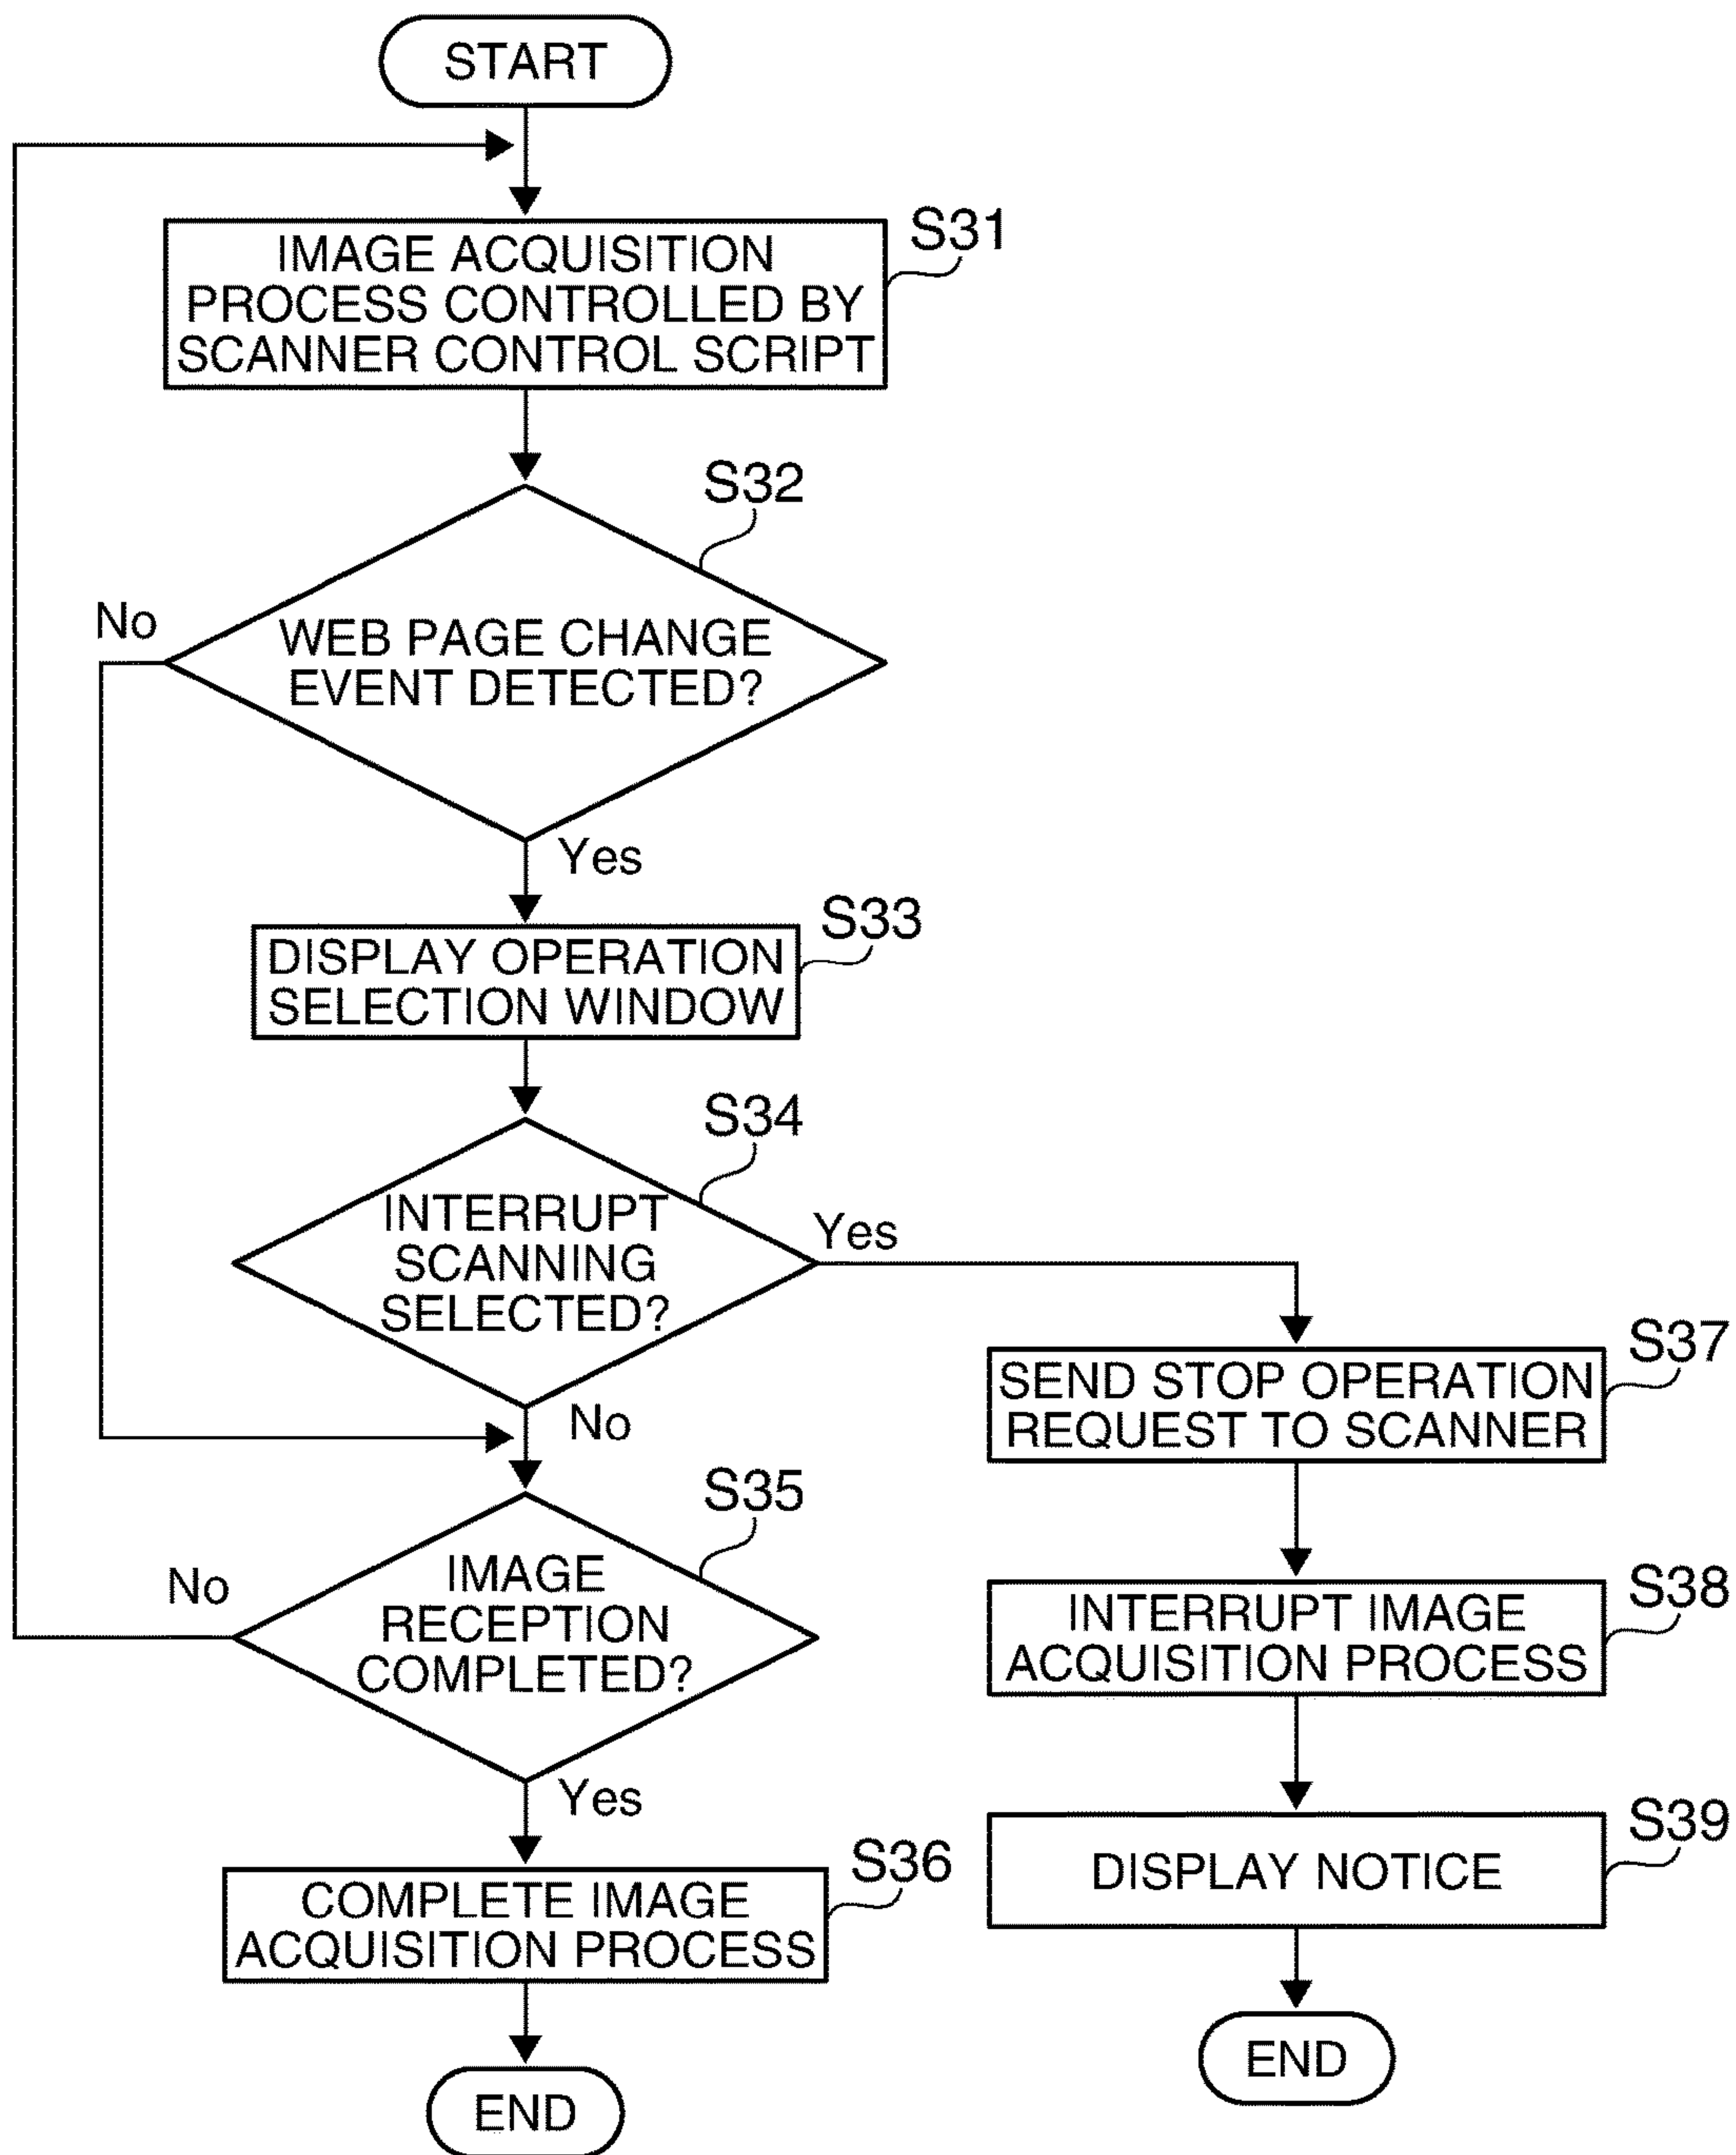 START
S31
IMAGE ACQUISITION
PROCESS CONTROLLED BY
SCANNER CONTROL SCRIPT
S32
No
WEB PAGE CHANGE
EVENT DETECTED?
Yes
S33
DISPLAY OPERATION
SELECTION WINDOW
S34
INTERRUPT
SCANNING
SELECTED?
Yes
No
S35
IMAGE
RECEPTION
COMPLETED?
No
Yes
S36
COMPLETE IMAGE
ACQUISITION PROCESS
END
S37
SEND STOP OPERATION
REQUEST TO SCANNER
S38
INTERRUPT IMAGE
ACQUISITION PROCESS
S39
DISPLAY NOTICE
END